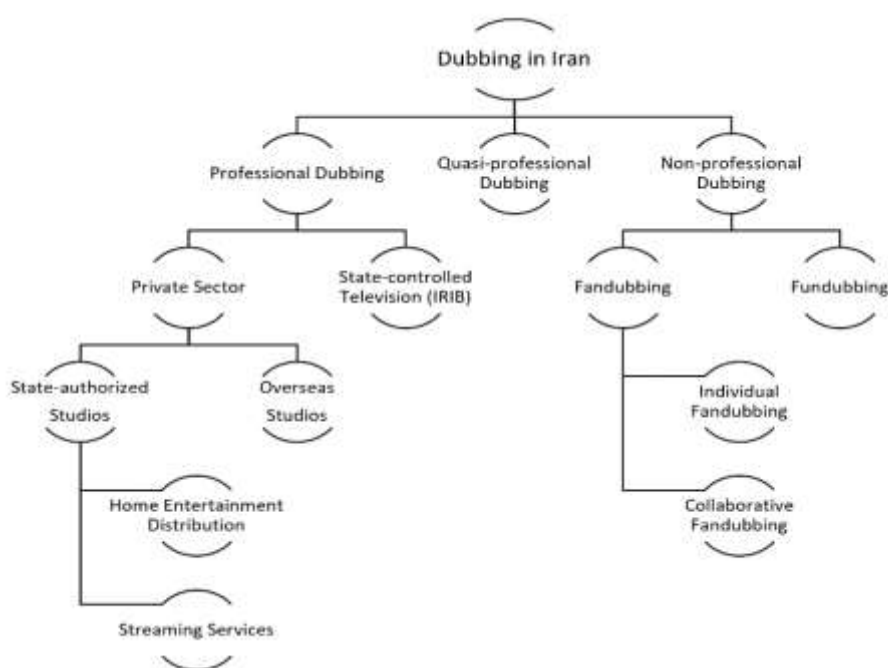 Dubbing in Iran
Professional Dubbing
Quasi-professional
Dubbing
Non-professional
Dubbing
Private Sector
State-controlled
Television (IRIB)
Fandubbing
Fundubbing
State-authorized
Studios
Overseas
Studios
Individual
Fandubbing
Home Entertainment
Distribution
Collaborative
Fandubbing
Streaming Services